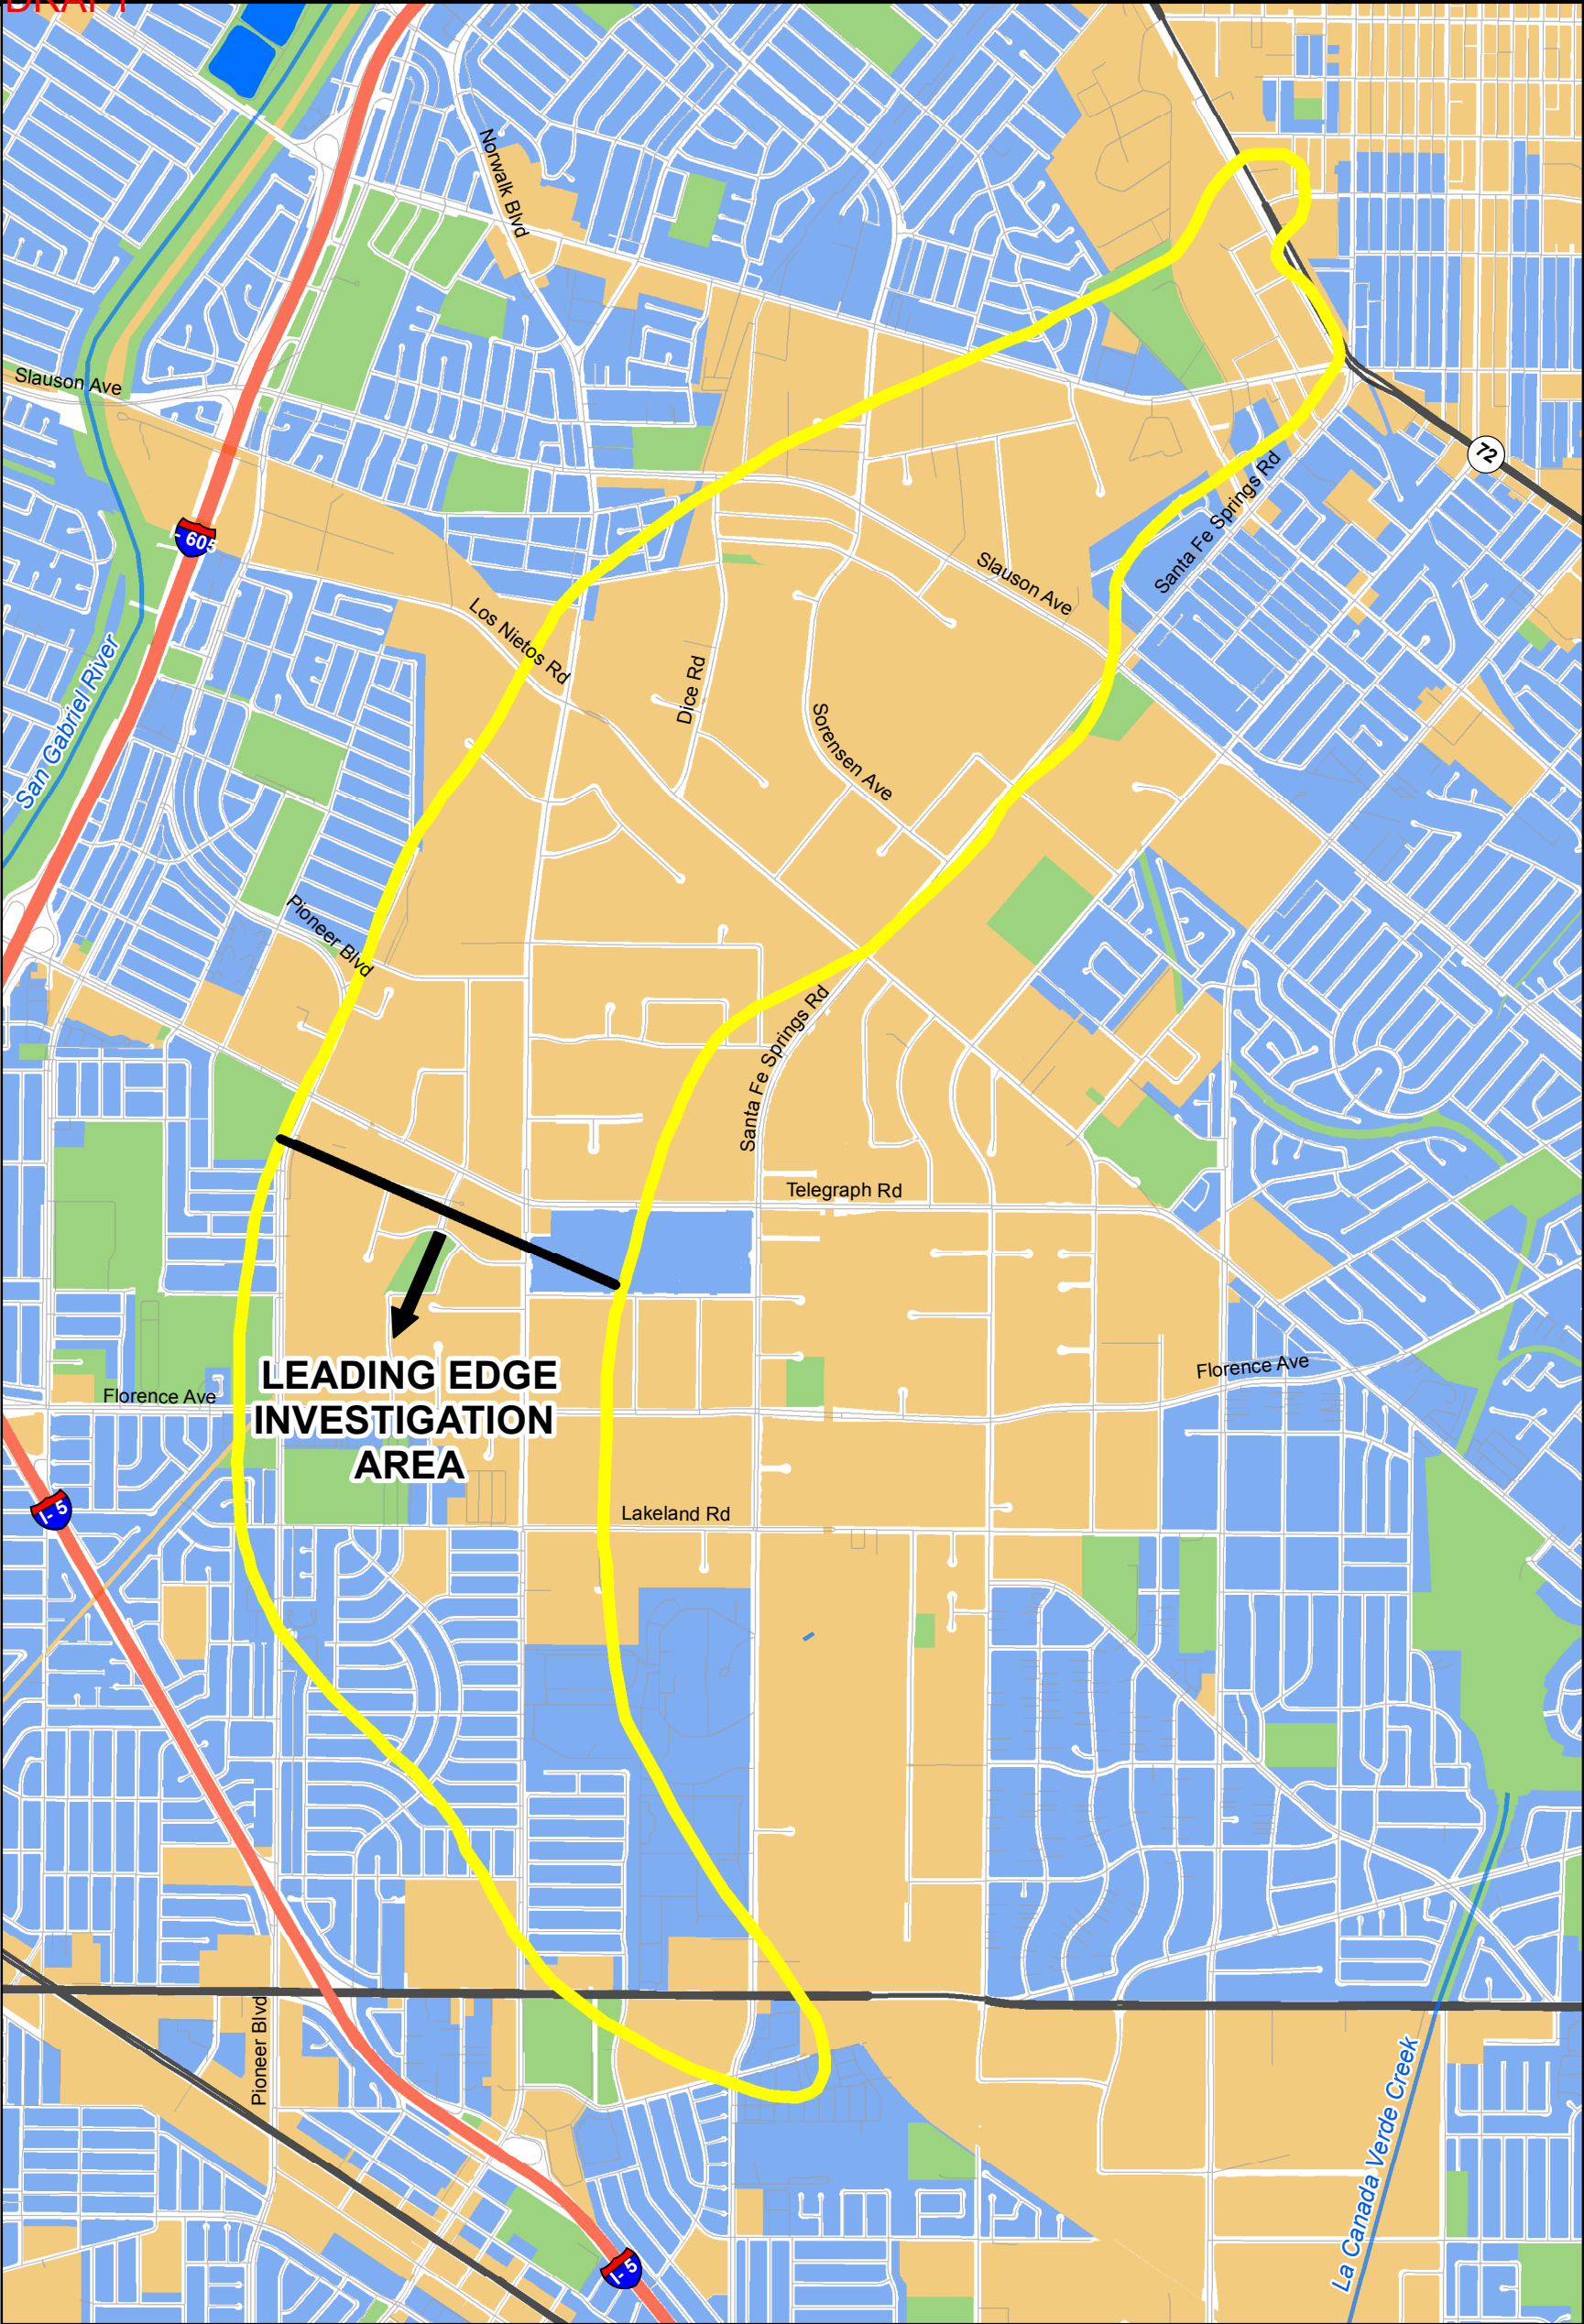 DRAFT
Norwalk Blvd
Slauson Ave
72
Santa Fe Springs Rd
I-605
Slauson Ave
Los Nietos Rd
San Gabriel River
Dice Rd
Sorensen Ave
Pioneer Blvd
Santa Fe Springs Rd
Telegraph Rd
LEADING EDGE
INVESTIGATION
AREA
Florence Ave
Florence Ave
I-5
Lakeland Rd
Pioneer Blvd
La Canada Verde Creek
I-5